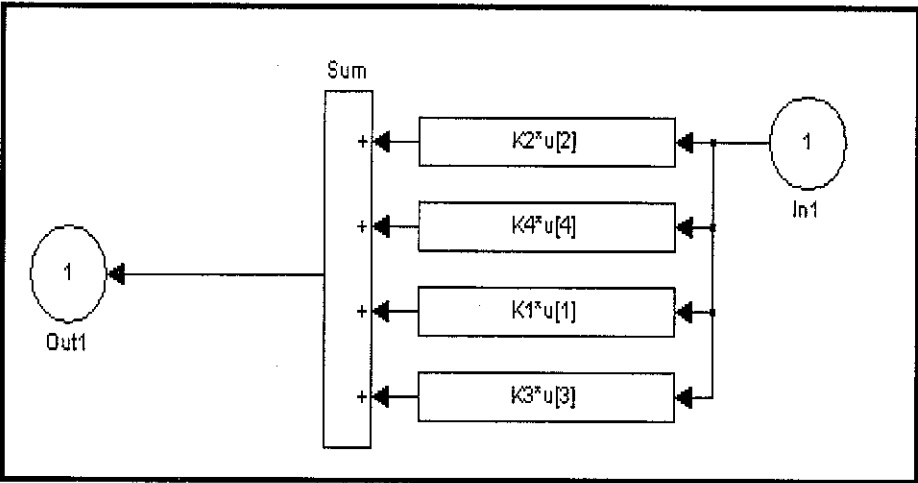 Sum
K2*u[2]
1
In1
K4*u[4]
1
K1*u[1]
Out1
K3*u[3]
+
+
+
+